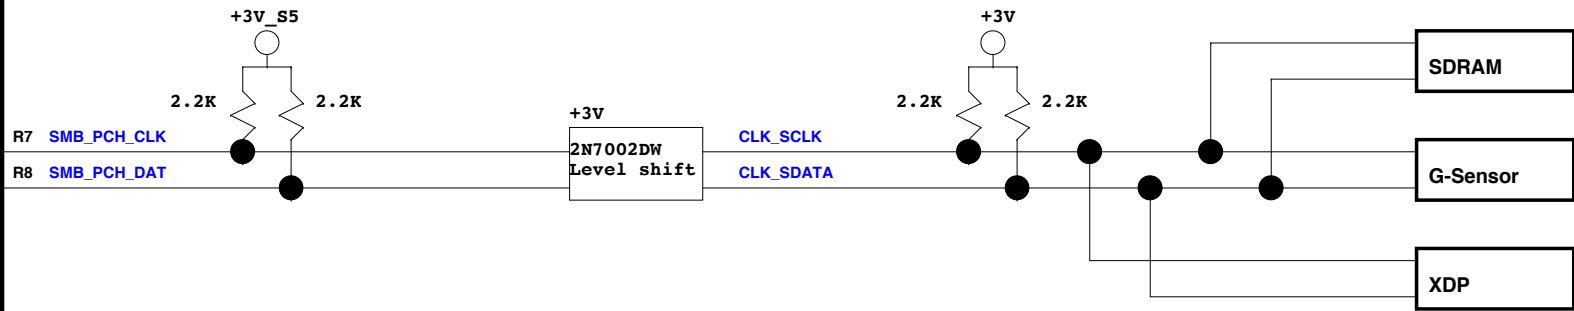 +3V_S5
+3V
SDRAM
2.2K
2.2K
2.2K
2.2K
+3V
R7 SMB_PCH_CLK
CLK_SCLK
2N7002DW
Level shift
R8 SMB_PCH_DAT
CLK_SDATA
G-Sensor
XDP